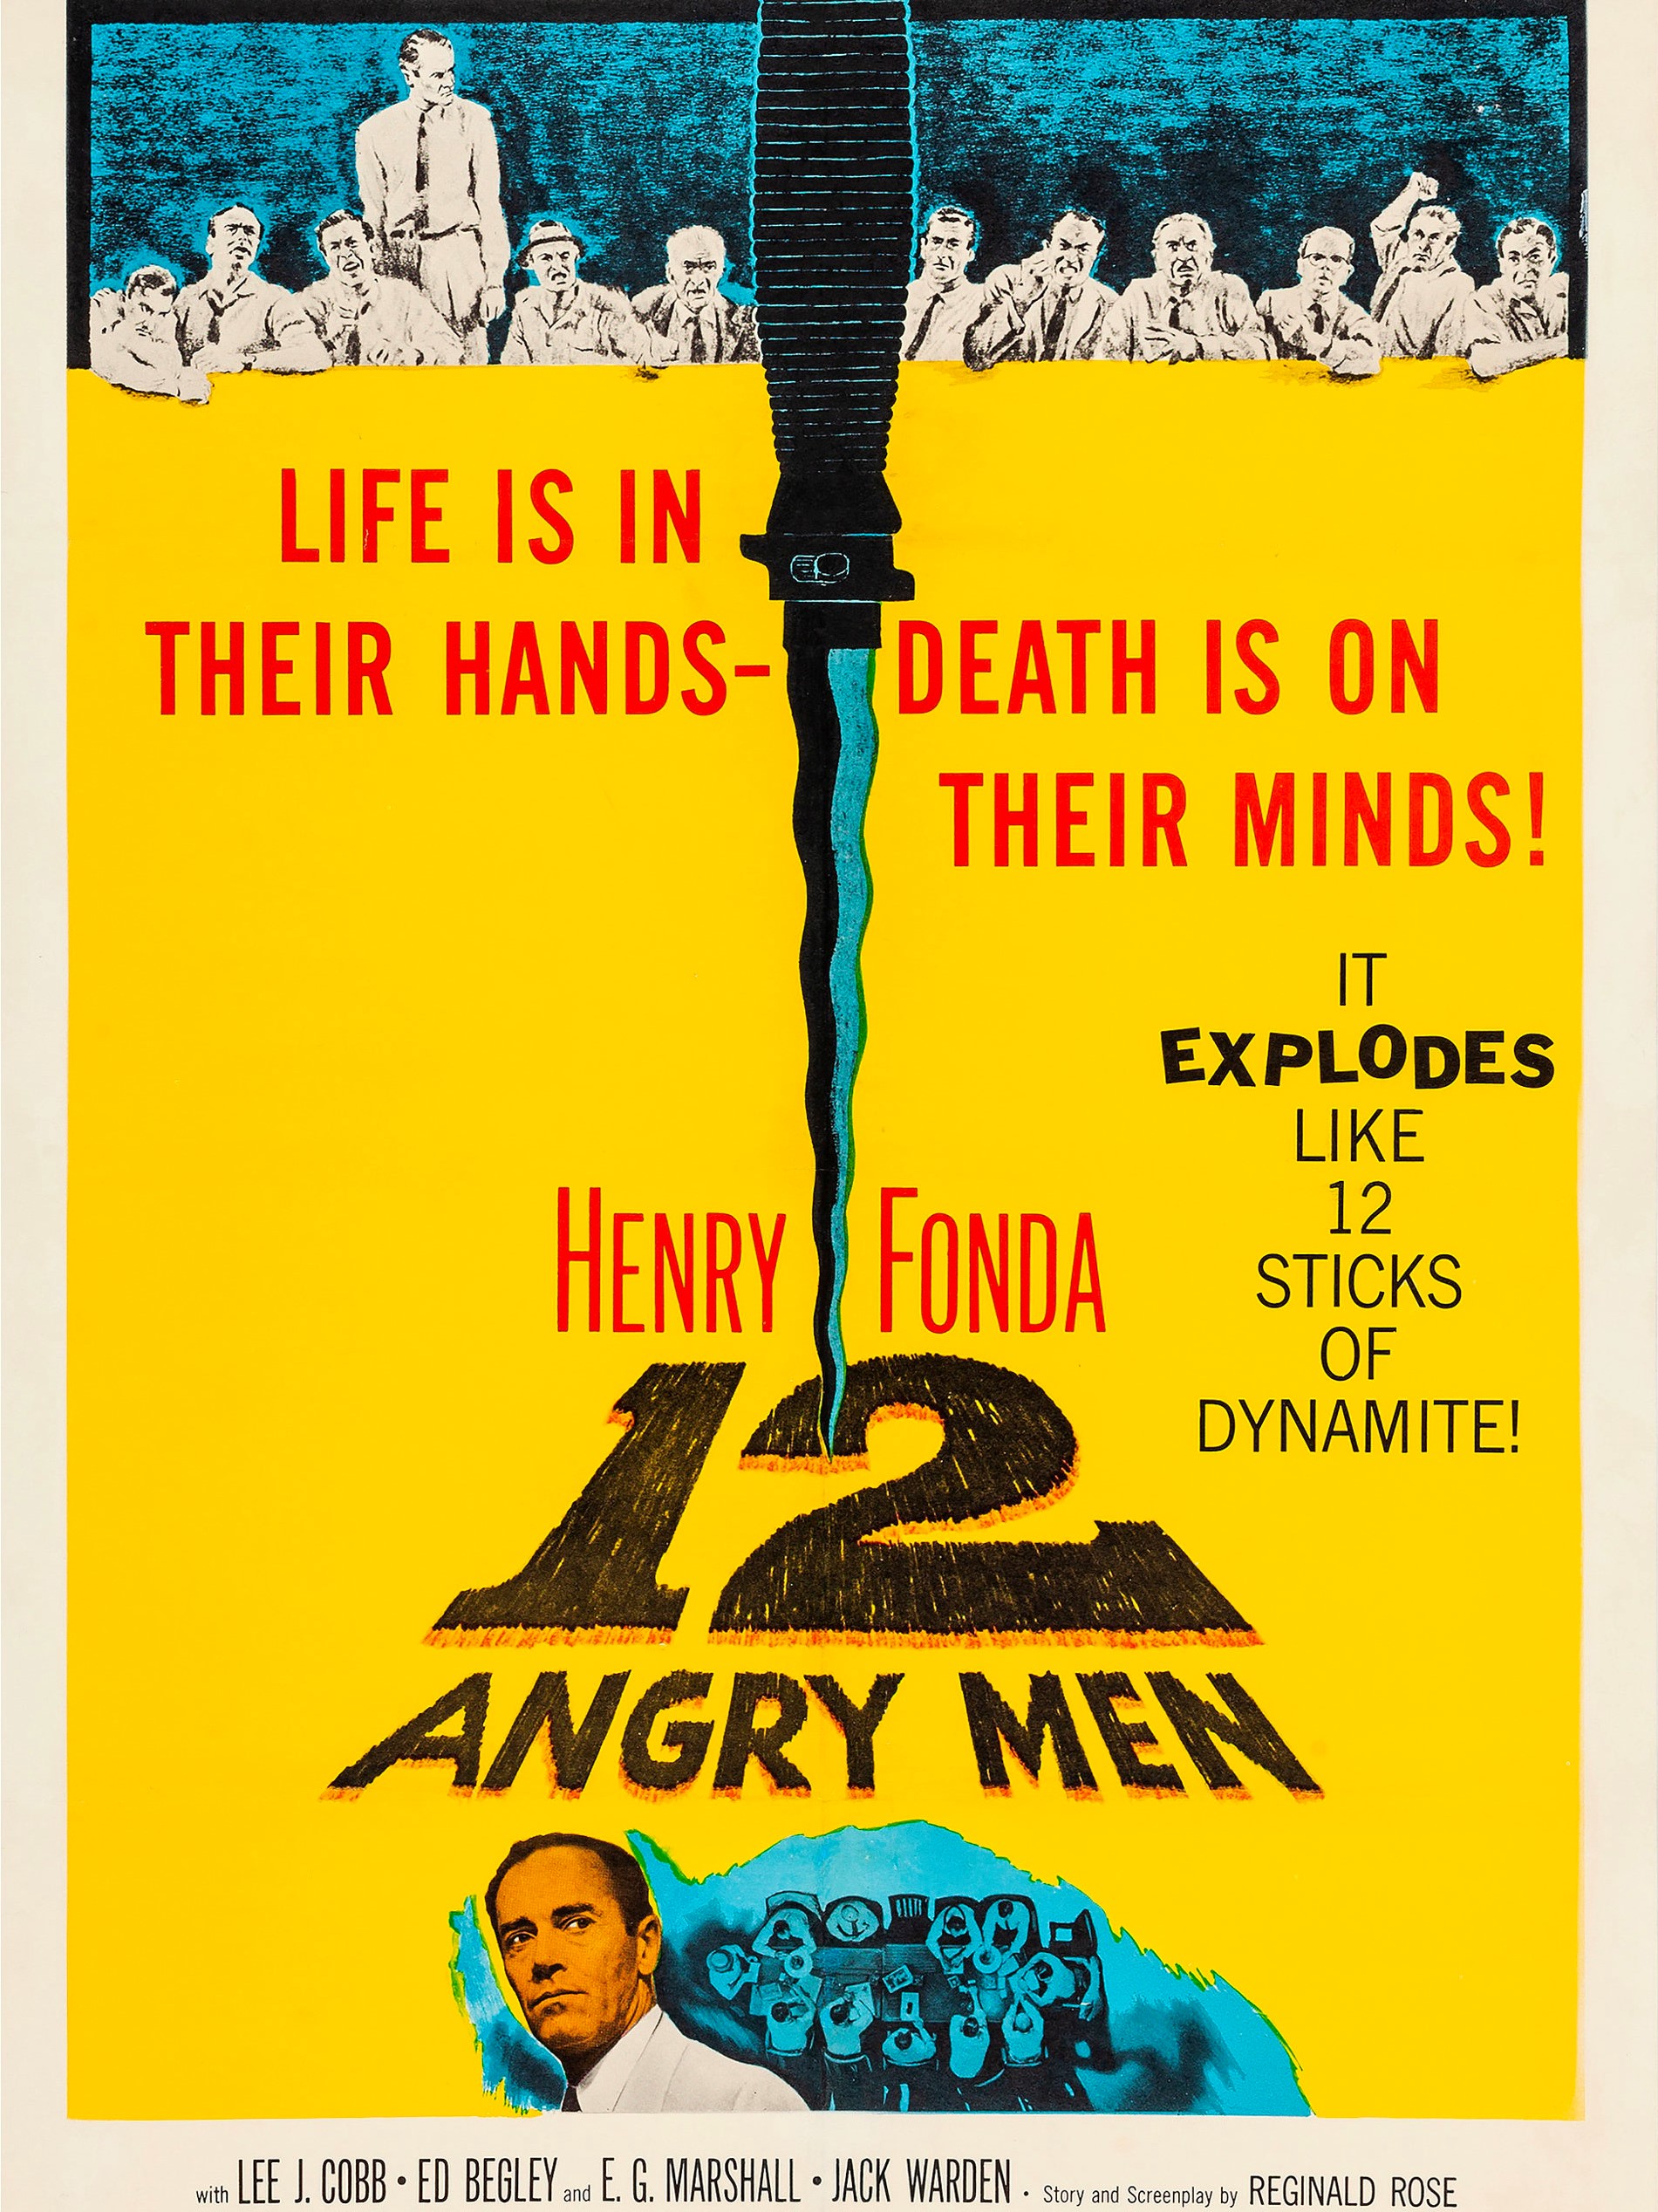 LIFE IS IN
THEIR HANDS– DEATH IS ON
THEIR MINDS!
IT
EXPLODES
LIKE
12
STICKS
OF
DYNAMITE!
HENRY FONDA
12
ANGRY MEN
with LEE J. COBB • ED BEGLEY and E. G. MARSHALL • JACK WARDEN • Story and Screenplay by REGINALD ROSE